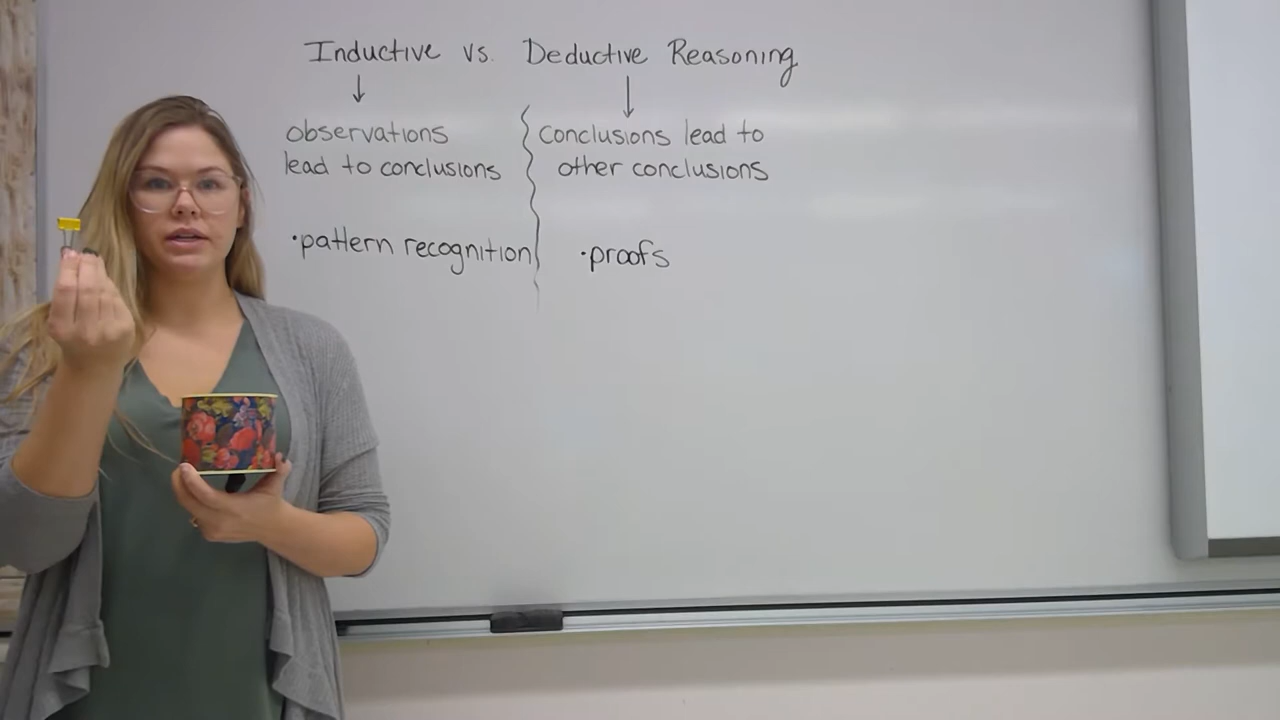 Inductive vs. Deductive Reasoning
observations
lead to conclusions
•pattern recognition
conclusions lead to
other conclusions
•proofs